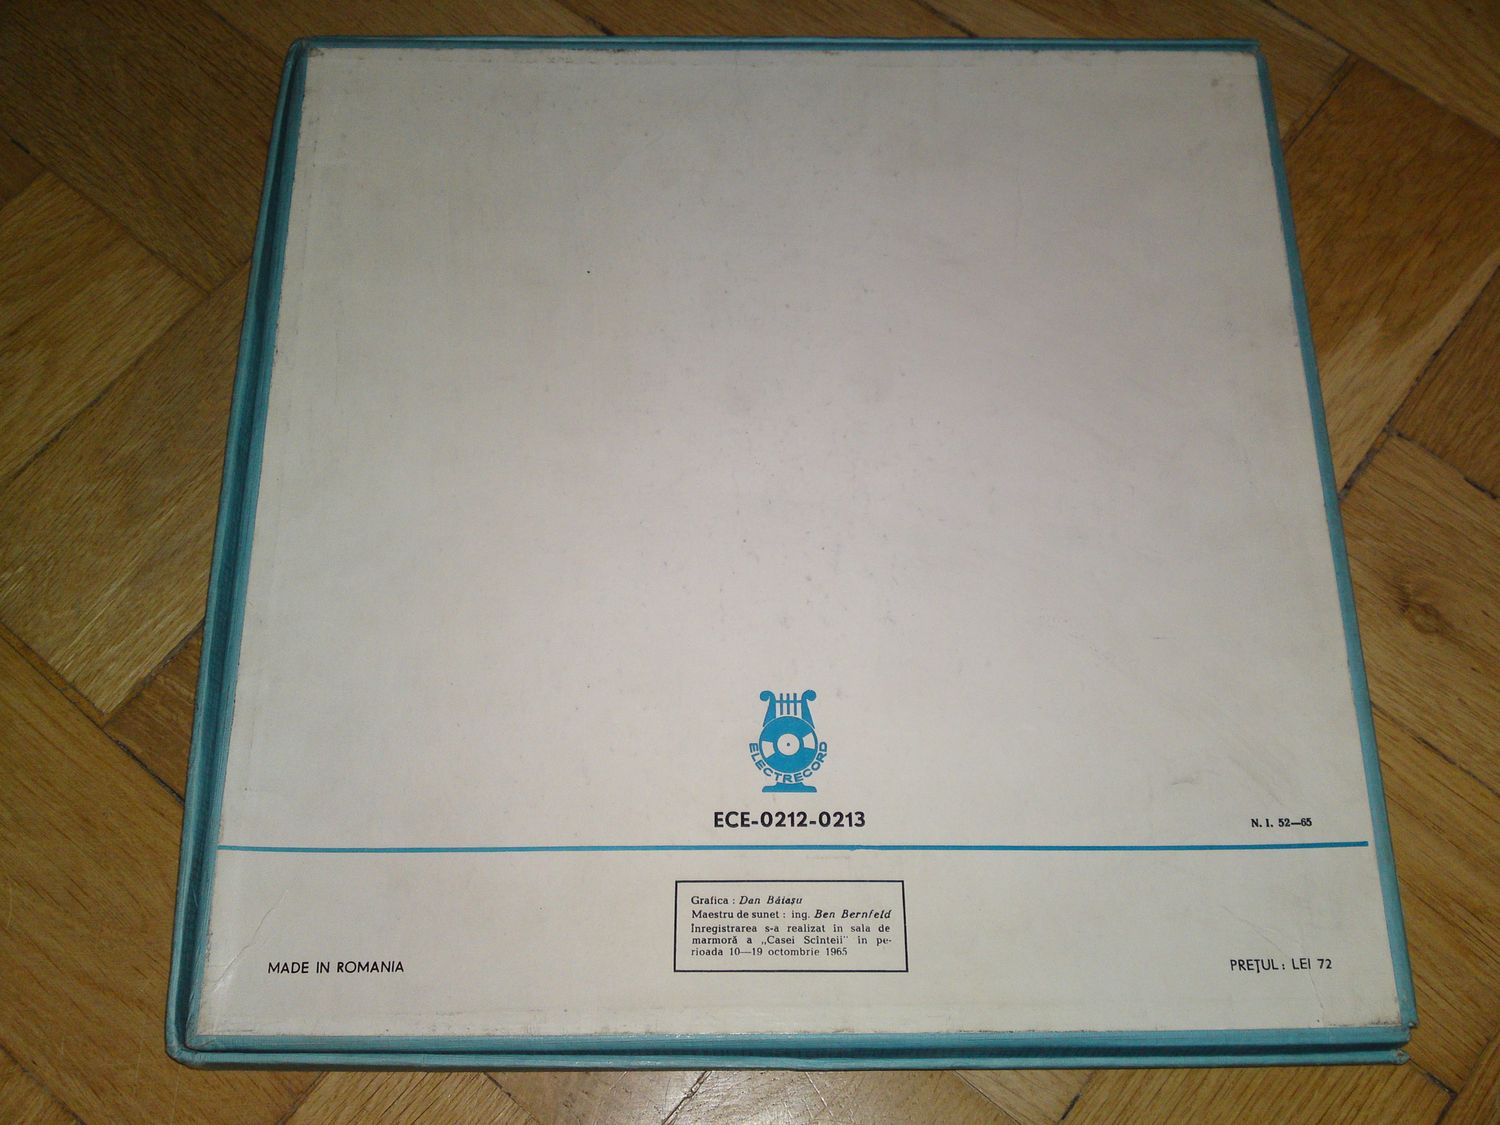 ELECTRECORD
ECE-0212-0213
N. I. 52—65
Grafica : Dan Băiașu
Maestru de sunet : ing. Ben Bernfeld
Inregistrarea s-a realizat în sala de
marmoră a „Casei Scînteii" în pe-
rioada 10—19 octombrie 1965
MADE IN ROMANIA
PREȚUL : LEI 72